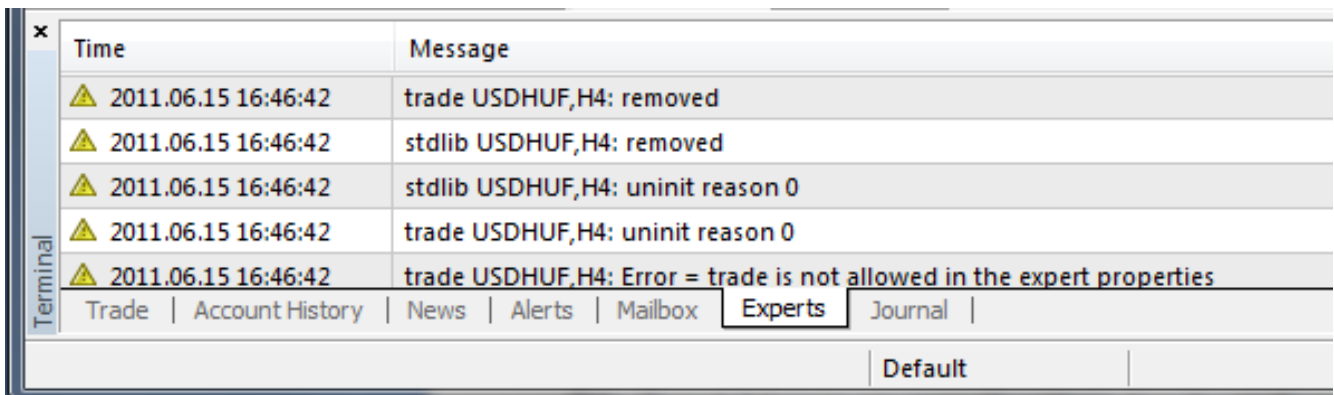 × Time Message
2011.06.15 16:46:42 trade USDHUF,H4: removed
2011.06.15 16:46:42 stdlib USDHUF,H4: removed
2011.06.15 16:46:42 stdlib USDHUF,H4: uninit reason 0
2011.06.15 16:46:42 trade USDHUF,H4: uninit reason 0
2011.06.15 16:46:42 trade USDHUF,H4: Error = trade is not allowed in the expert properties
Terminal
Trade | Account History | News | Alerts | Mailbox Experts Journal |
Default